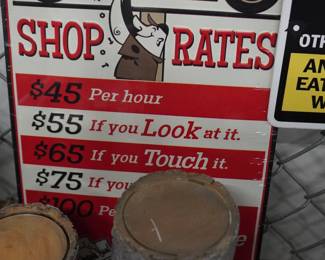 SHOP RATES
$45 Per hour
$55 If you Look at it.
$65 If you Touch it.
$75 If you
$100 Pe
OTH
AN
EAT
W